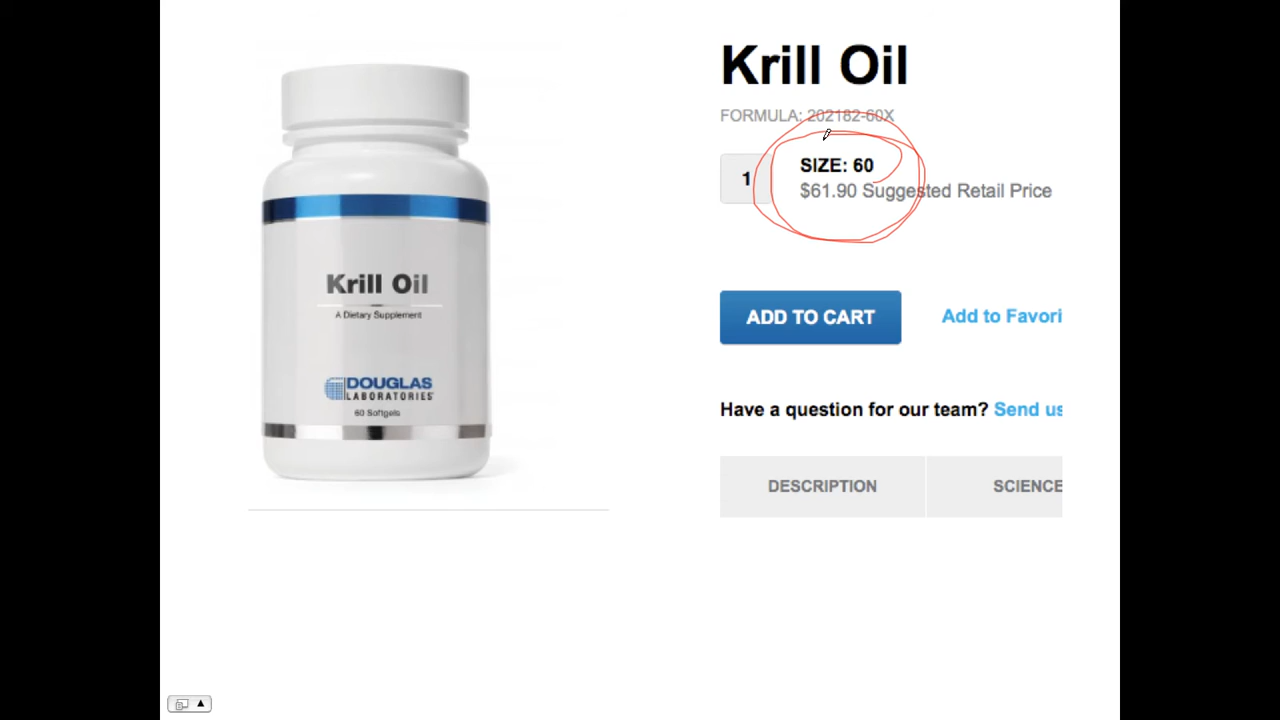 Krill Oil
A Dietary Supplement
DOUGLAS
LABORATORIES
60 Softgels
Krill Oil
FORMULA: 202182-60X
1
SIZE: 60
$61.90 Suggested Retail Price
ADD TO CART
Add to Favori
Have a question for our team? Send us
DESCRIPTION
SCIENCE